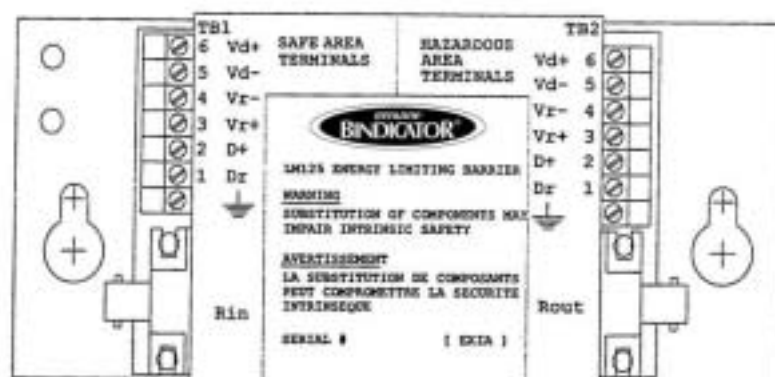 TB1
TB2
SAFE AREA
TERMINALS
HAZARDOUS
AREA
TERMINALS
6 Vd+
5 Vd-
4 Vr-
3 Vr+
2 D+
1 Dr
Vd+ 6
Vd- 5
Vr- 4
Vr+ 3
D+ 2
Dr 1
BINDICATOR®
LM125 ENERGY LIMITING BARRIER
WARNING
SUBSTITUTION OF COMPONENTS MAY
IMPAIR INTRINSIC SAFETY
AVERTISSEMENT
LA SUBSTITUTION DE COMPOSANTS
PEUT COMPROMETTRE LA SECURITE
INTRINSEQUE
SERIAL # [ EXIA ]
Rin
Rout